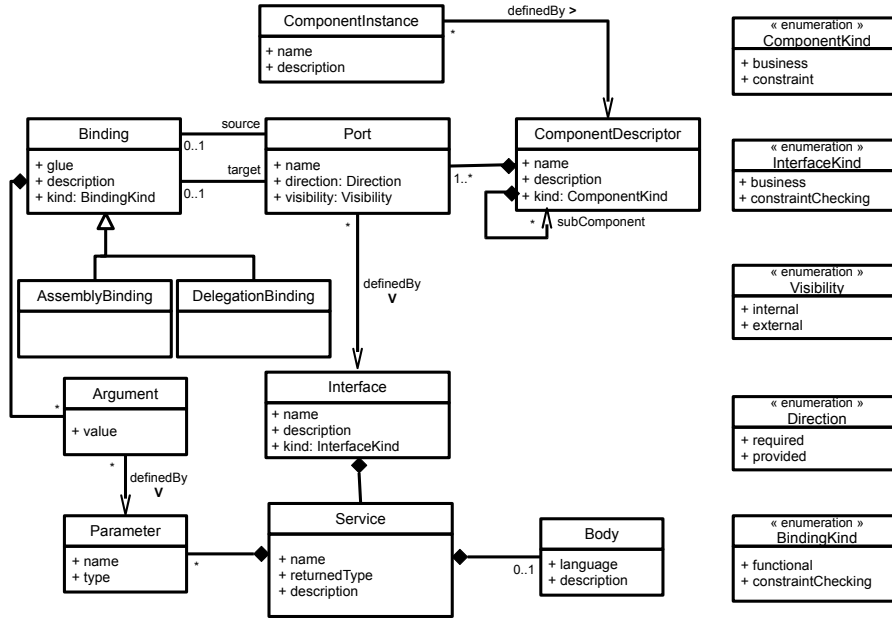 ComponentInstance
+ name
+ description
definedBy >
*
« enumeration »
ComponentKind
+ business
+ constraint
Binding
+ glue
+ description
+ kind: BindingKind
source
0..1
target
0..1
Port
+ name
+ direction: Direction
+ visibility: Visibility
1..*
ComponentDescriptor
+ name
+ description
+ kind: ComponentKind
* subComponent
« enumeration »
InterfaceKind
+ business
+ constraintChecking
AssemblyBinding
DelegationBinding
*
definedBy
V
« enumeration »
Visibility
+ internal
+ external
Argument
+ value
*
*
definedBy
V
Interface
+ name
+ description
+ kind: InterfaceKind
« enumeration »
Direction
+ required
+ provided
Parameter
+ name
+ type
*
Service
+ name
+ returnedType
+ description
Body
+ language
+ description
0..1
« enumeration »
BindingKind
+ functional
+ constraintChecking